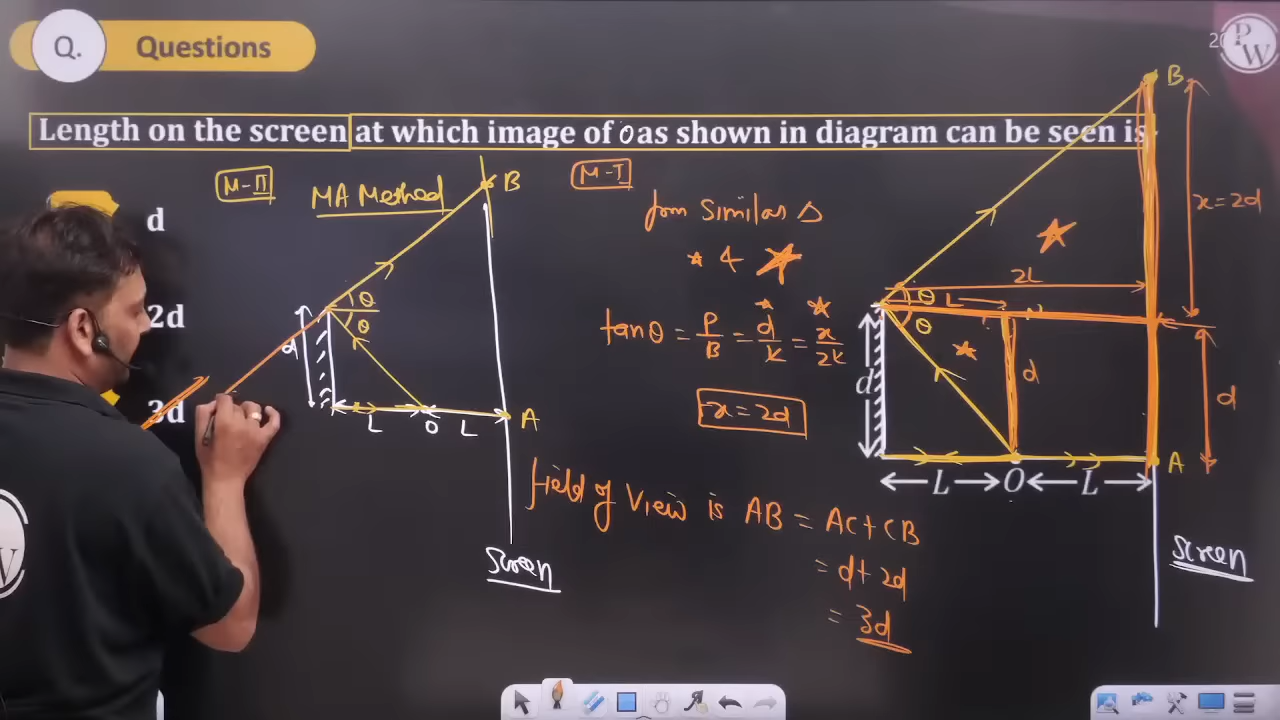 Q.
Questions
20
P
W
Length on the screen at which image of O as shown in diagram can be seen is
d
2d
3d
M-II
MA Method
B
θ
θ
d
L
O
L
A
Screen
M-I
from Similar Δ
★ & ★
tanθ = P/B = d/L = x/2L
x = 2d
field of View is AB = AC + CB
= d + 2d
= 3d
B
x = 2d
2L
θ
L
θ
d
d
d
A
L
O
L
Screen
W